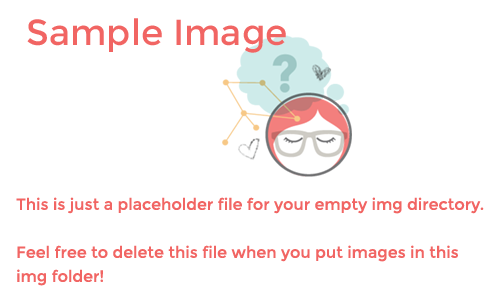 Sample Image
?
This is just a placeholder file for your empty img directory.
Feel free to delete this file when you put images in this
img folder!